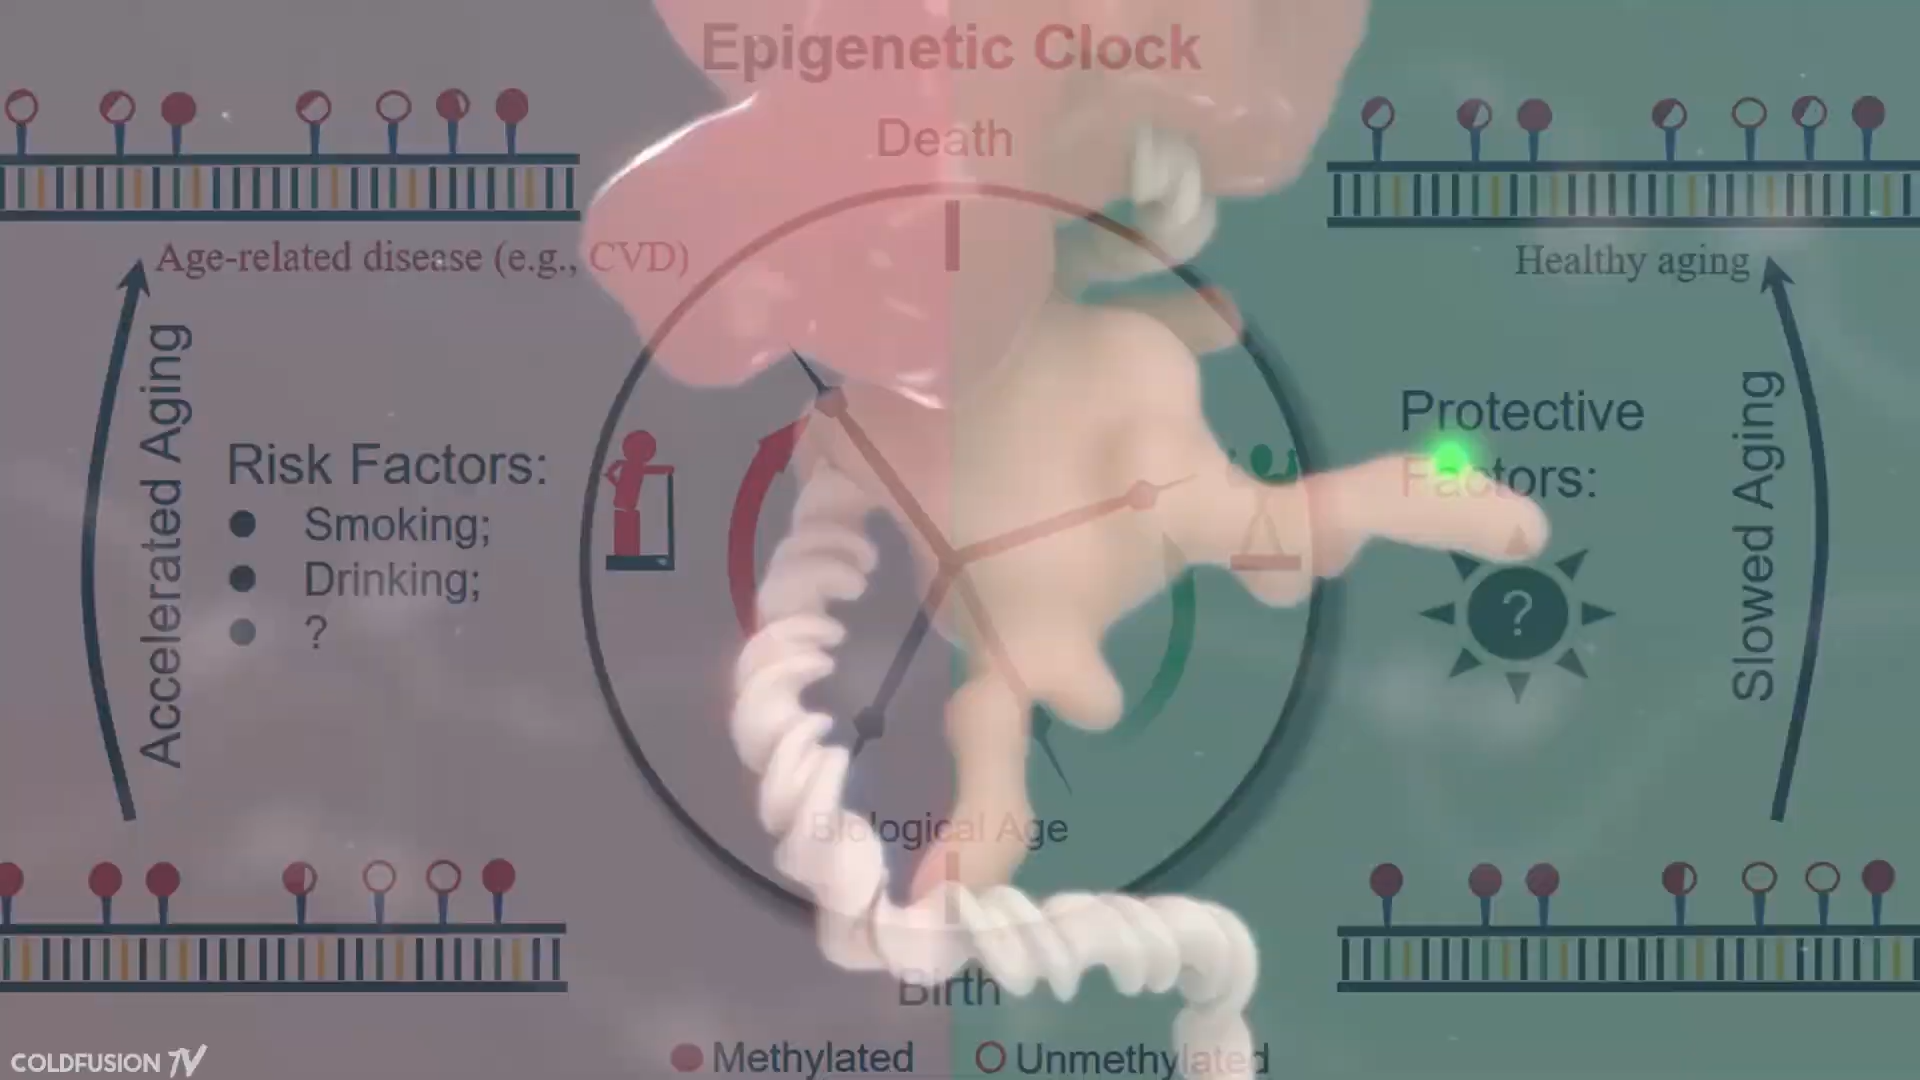 Epigenetic Clock
Death
Age-related disease (e.g., CVD)
Healthy aging
Accelerated Aging
Risk Factors:
Smoking;
Drinking;
?
Protective
Factors:
?
Slowed Aging
Biological Age
Birth
Methylated
Unmethylated
COLDFUSION TV